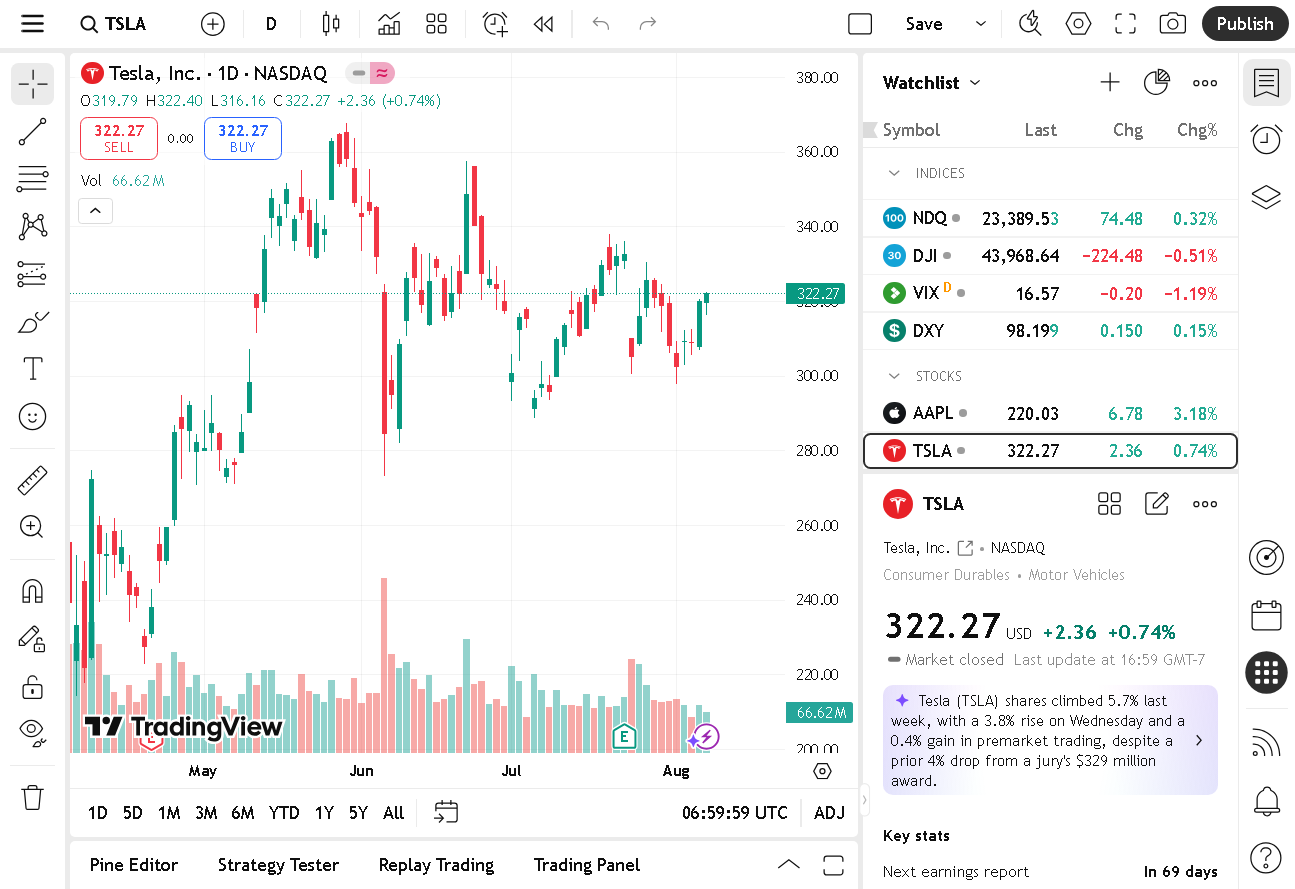 TSLA
D
Save
Publish
Tesla, Inc. · 1D · NASDAQ
O319.79 H322.40 L316.16 C322.27 +2.36 (+0.74%)
322.27
SELL
0.00
322.27
BUY
Vol 66.62M
380.00
360.00
340.00
322.27
320.00
300.00
280.00
260.00
240.00
220.00
66.62M
200.00
TradingView
E
E
May Jun Jul Aug
1D 5D 1M 3M 6M YTD 1Y 5Y All
06:59:59 UTC ADJ
Pine Editor Strategy Tester Replay Trading Trading Panel
Watchlist
Symbol Last Chg Chg%
INDICES
100 NDQ 23,389.53 74.48 0.32%
30 DJI 43,968.64 −224.48 −0.51%
VIX D 16.57 −0.20 −1.19%
$ DXY 98.199 0.150 0.15%
STOCKS
AAPL 220.03 6.78 3.18%
TSLA 322.27 2.36 0.74%
TSLA
Tesla, Inc. • NASDAQ
Consumer Durables • Motor Vehicles
322.27 USD +2.36 +0.74%
Market closed Last update at 16:59 GMT-7
Tesla (TSLA) shares climbed 5.7% last
week, with a 3.8% rise on Wednesday and a
0.4% gain in premarket trading, despite a
prior 4% drop from a jury's $329 million
award.
Key stats
Next earnings report In 69 days